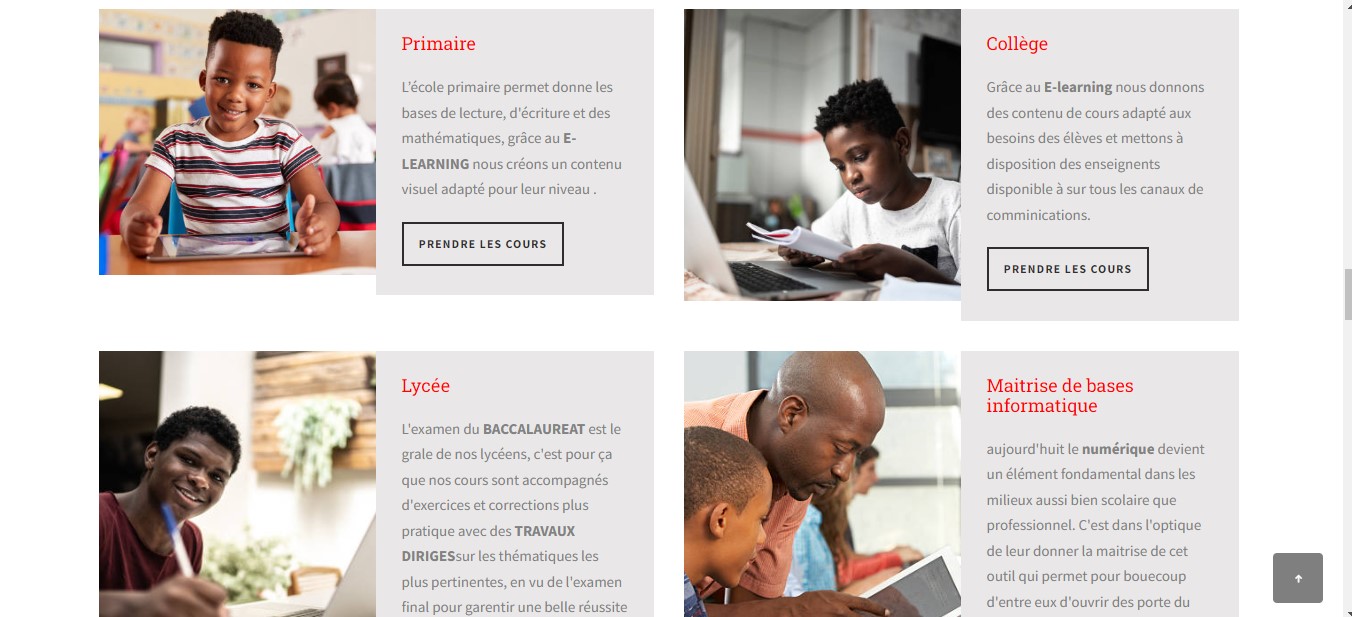 Primaire
L'école primaire permet donne les
bases de lecture, d'écriture et des
mathématiques, grâce au E-
LEARNING nous créons un contenu
visuel adapté pour leur niveau .
PRENDRE LES COURS
Collège
Grâce au E-learning nous donnons
des contenu de cours adapté aux
besoins des élèves et mettons à
disposition des enseignents
disponible à sur tous les canaux de
comminications.
PRENDRE LES COURS
Lycée
L'examen du BACCALAUREAT est le
grale de nos lycéens, c'est pour ça
que nos cours sont accompagnés
d'exercices et corrections plus
pratique avec des TRAVAUX
DIRIGESsur les thématiques les
plus pertinentes, en vu de l'examen
final pour garentir une belle réussite
Maitrise de bases
informatique
aujourd'huit le numérique devient
un élément fondamental dans les
milieux aussi bien scolaire que
professionnel. C'est dans l'optique
de leur donner la maitrise de cet
outil qui permet pour bouecoup
d'entre eux d'ouvrir des porte du